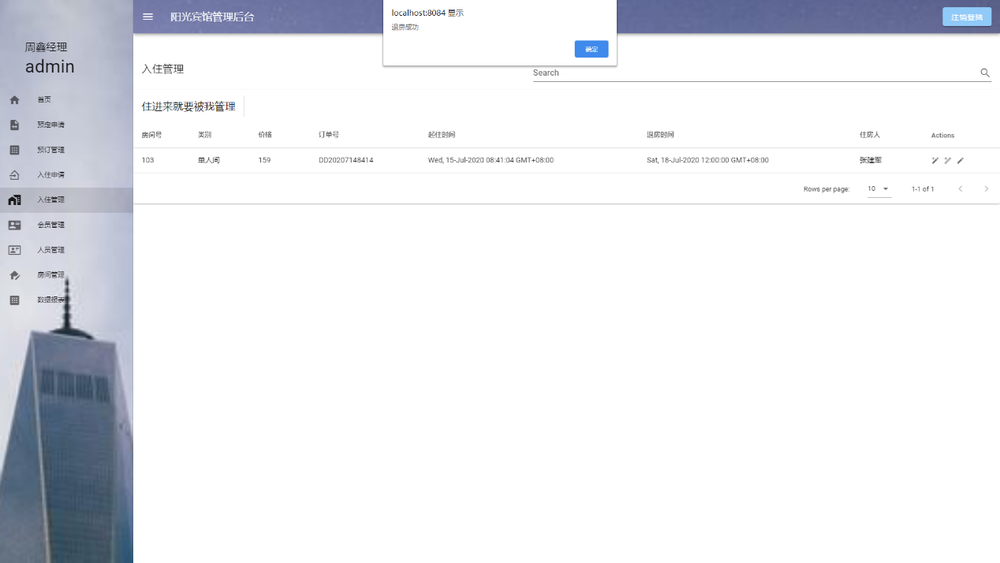 周鑫经理
admin
首页
预定申请
预订管理
入住申请
入住管理
会员管理
人员管理
房间管理
数据报表
阳光宾馆管理后台
注销登陆
localhost:8084 显示
退房成功
确定
入住管理
Search
住进来就要被我管理
房间号 类别 价格 订单号 起住时间 退房时间 住房人 Actions
103 单人间 159 DD20207148414 Wed, 15-Jul-2020 08:41:04 GMT+08:00 Sat, 18-Jul-2020 12:00:00 GMT+08:00 张建军
Rows per page: 10 1-1 of 1